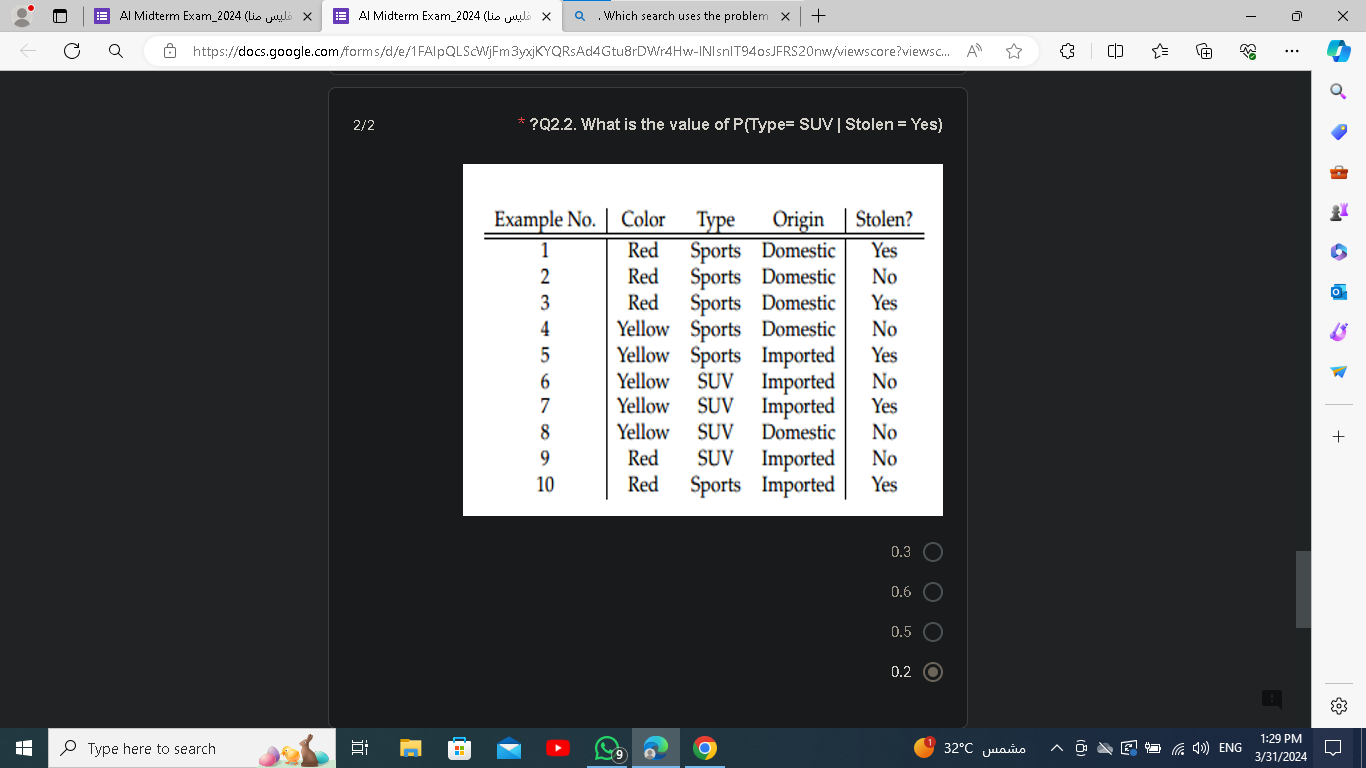 AI Midterm Exam_2024 (فليس منا
AI Midterm Exam_2024 (فليس منا
. Which search uses the problem
https://docs.google.com/forms/d/e/1FAIpQLScWjFm3yxjKYQRsAd4Gtu81DWr4Hw-INI3nIT94osJFRS20nw/viewscore?viewsc...
2/2
* ?Q2.2. What is the value of P(Type= SUV | Stolen = Yes)
Example No. Color Type Origin Stolen?
1 Red Sports Domestic Yes
2 Red Sports Domestic No
3 Red Sports Domestic Yes
4 Yellow Sports Domestic No
5 Yellow Sports Imported Yes
6 Yellow SUV Imported No
7 Yellow SUV Imported Yes
8 Yellow SUV Domestic No
9 Red SUV Imported No
10 Red Sports Imported Yes
0.3
0.6
0.5
0.2
Type here to search
9
1
32°C مشمس
ENG
1:29 PM
3/31/2024